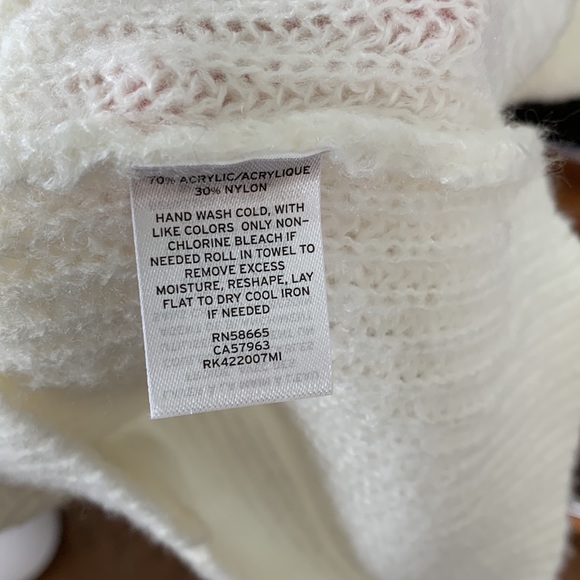 70% ACRYLIC/ACRYLIQUE
30% NYLON
HAND WASH COLD, WITH
LIKE COLORS ONLY NON-
CHLORINE BLEACH IF
NEEDED ROLL IN TOWEL TO
REMOVE EXCESS
MOISTURE, RESHAPE, LAY
FLAT TO DRY COOL IRON
IF NEEDED
RN58665
CA57963
RK422007MI